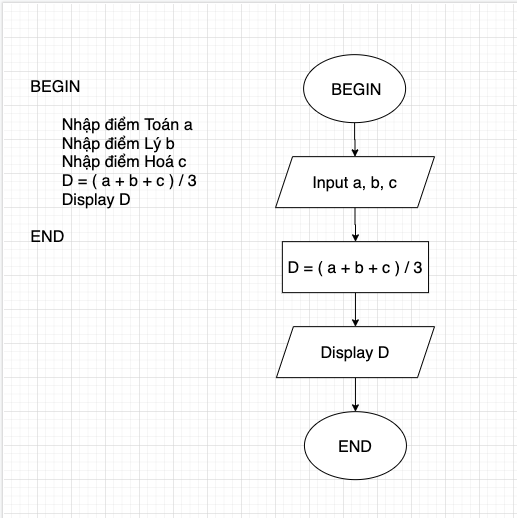 BEGIN
Nhập điểm Toán a
Nhập điểm Lý b
Nhập điểm Hoá c
D = ( a + b + c ) / 3
Display D
END
BEGIN
Input a, b, c
D = ( a + b + c ) / 3
Display D
END